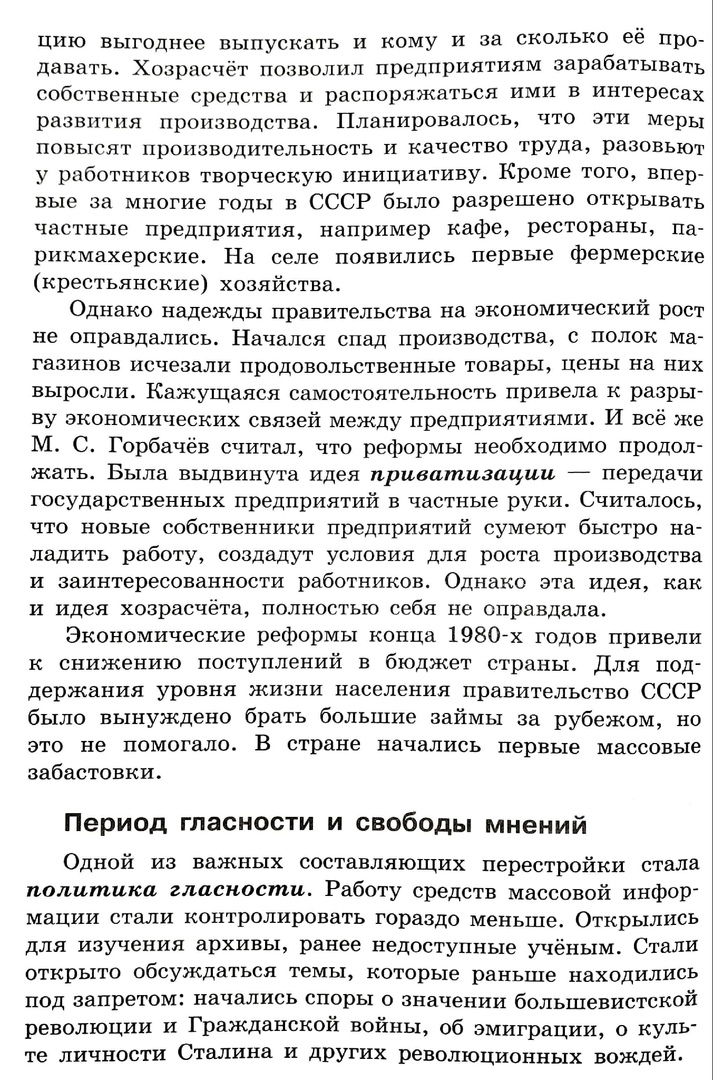 цию выгоднее выпускать и кому и за сколько её про-
давать. Хозрасчёт позволил предприятиям зарабатывать
собственные средства и распоряжаться ими в интересах
развития производства. Планировалось, что эти меры
повысят производительность и качество труда, разовьют
у работников творческую инициативу. Кроме того, впер-
вые за многие годы в СССР было разрешено открывать
частные предприятия, например кафе, рестораны, па-
рикмахерские. На селе появились первые фермерские
(крестьянские) хозяйства.
Однако надежды правительства на экономический рост
не оправдались. Начался спад производства, с полок ма-
газинов исчезали продовольственные товары, цены на них
выросли. Кажущаяся самостоятельность привела к разры-
ву экономических связей между предприятиями. И всё же
М. С. Горбачёв считал, что реформы необходимо продол-
жать. Была выдвинута идея приватизации — передачи
государственных предприятий в частные руки. Считалось,
что новые собственники предприятий сумеют быстро на-
ладить работу, создадут условия для роста производства
и заинтересованности работников. Однако эта идея, как
и идея хозрасчёта, полностью себя не оправдала.
Экономические реформы конца 1980-х годов привели
к снижению поступлений в бюджет страны. Для под-
держания уровня жизни населения правительство СССР
было вынуждено брать большие займы за рубежом, но
это не помогало. В стране начались первые массовые
забастовки.
Период гласности и свободы мнений
Одной из важных составляющих перестройки стала
политика гласности. Работу средств массовой инфор-
мации стали контролировать гораздо меньше. Открылись
для изучения архивы, ранее недоступные учёным. Стали
открыто обсуждаться темы, которые раньше находились
под запретом: начались споры о значении большевистской
революции и Гражданской войны, об эмиграции, о куль-
те личности Сталина и других революционных вождей.